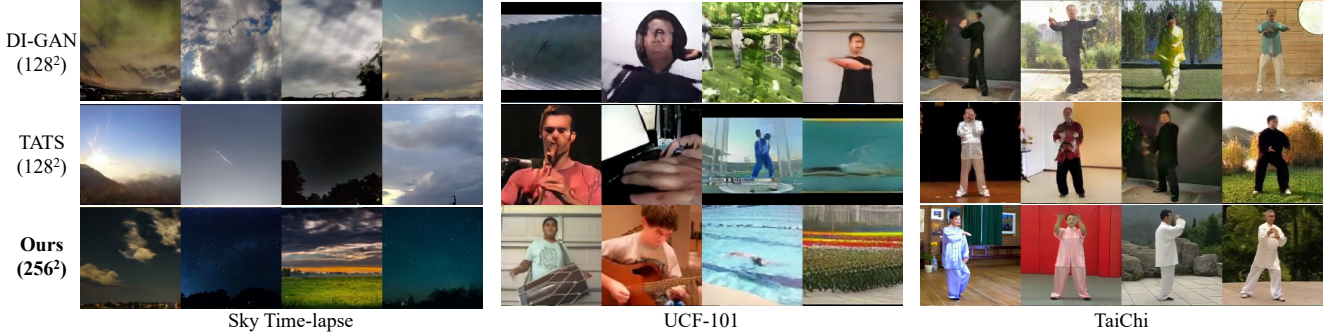 DI-GAN
(128²)
TATS
(128²)
Ours
(256²)
Sky Time-lapse
UCF-101
TaiChi